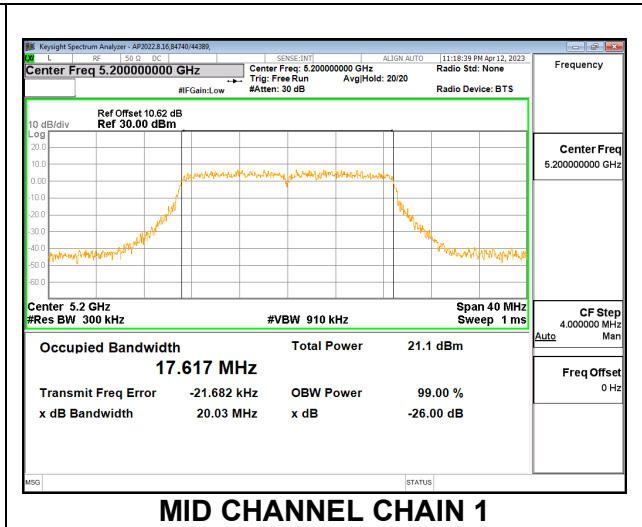 Keysight Spectrum Analyzer - AP2022.8.16,84740/44389,
L RF 50 Ω DC SENSE:INT ALIGN AUTO 11:18:39 PM Apr 12, 2023
Center Freq 5.200000000 GHz Center Freq: 5.200000000 GHz Radio Std: None Frequency
Trig: Free Run Avg|Hold: 20/20
#IFGain:Low #Atten: 30 dB Radio Device: BTS
Ref Offset 10.62 dB
10 dB/div Ref 30.00 dBm
Log
20.0
10.0
0.00
-10.0
-20.0
-30.0
-40.0
-50.0
-60.0
Center Freq
5.200000000 GHz
Center 5.2 GHz Span 40 MHz
#Res BW 300 kHz #VBW 910 kHz Sweep 1 ms
CF Step
4.000000 MHz
Auto Man
Occupied Bandwidth Total Power 21.1 dBm
17.617 MHz
Freq Offset
0 Hz
Transmit Freq Error -21.682 kHz OBW Power 99.00 %
x dB Bandwidth 20.03 MHz x dB -26.00 dB
MSG STATUS
MID CHANNEL CHAIN 1